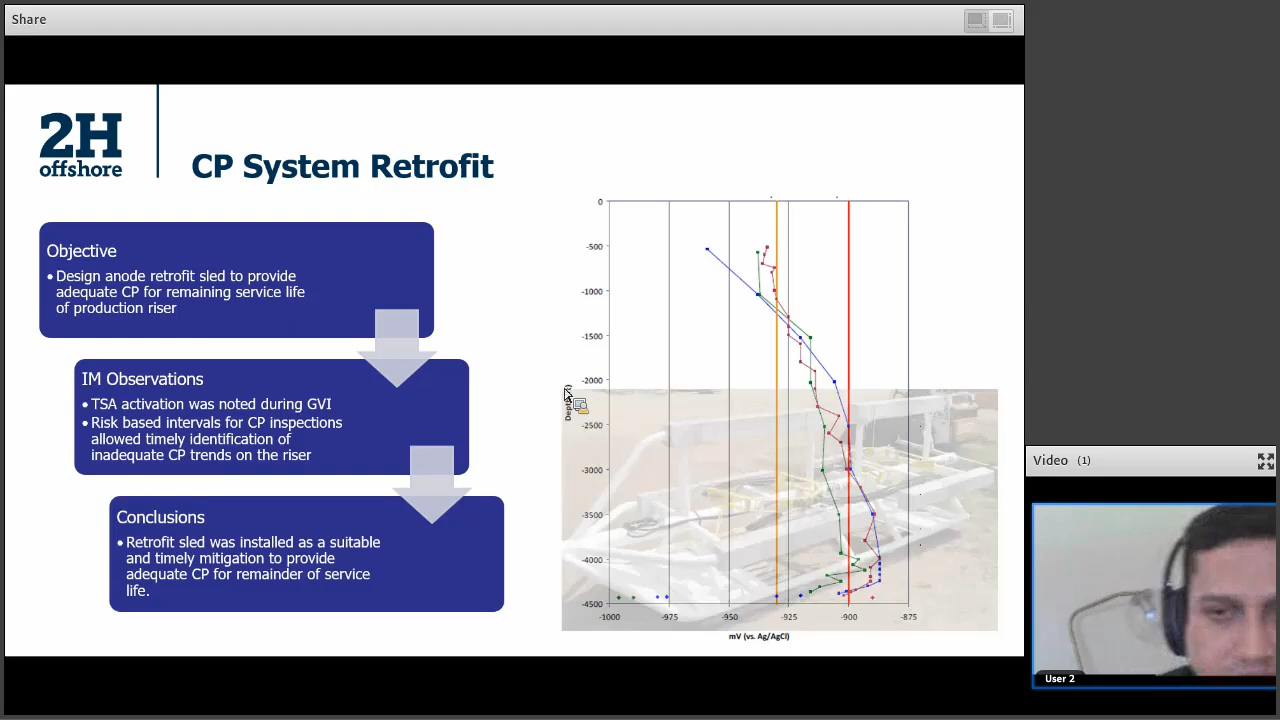 Share
2H
offshore
CP System Retrofit
Objective
• Design anode retrofit sled to provide
adequate CP for remaining service life
of production riser
IM Observations
• TSA activation was noted during GVI
• Risk based intervals for CP inspections
allowed timely identification of
inadequate CP trends on the riser
Conclusions
• Retrofit sled was installed as a suitable
and timely mitigation to provide
adequate CP for remainder of service
life.
0
-500
-1000
-1500
-2000
-2500
-3000
-3500
-4000
-4500
-1000 -975 -950 -925 -900 -875
mV (vs. Ag/AgCl)
Video (1)
User 2